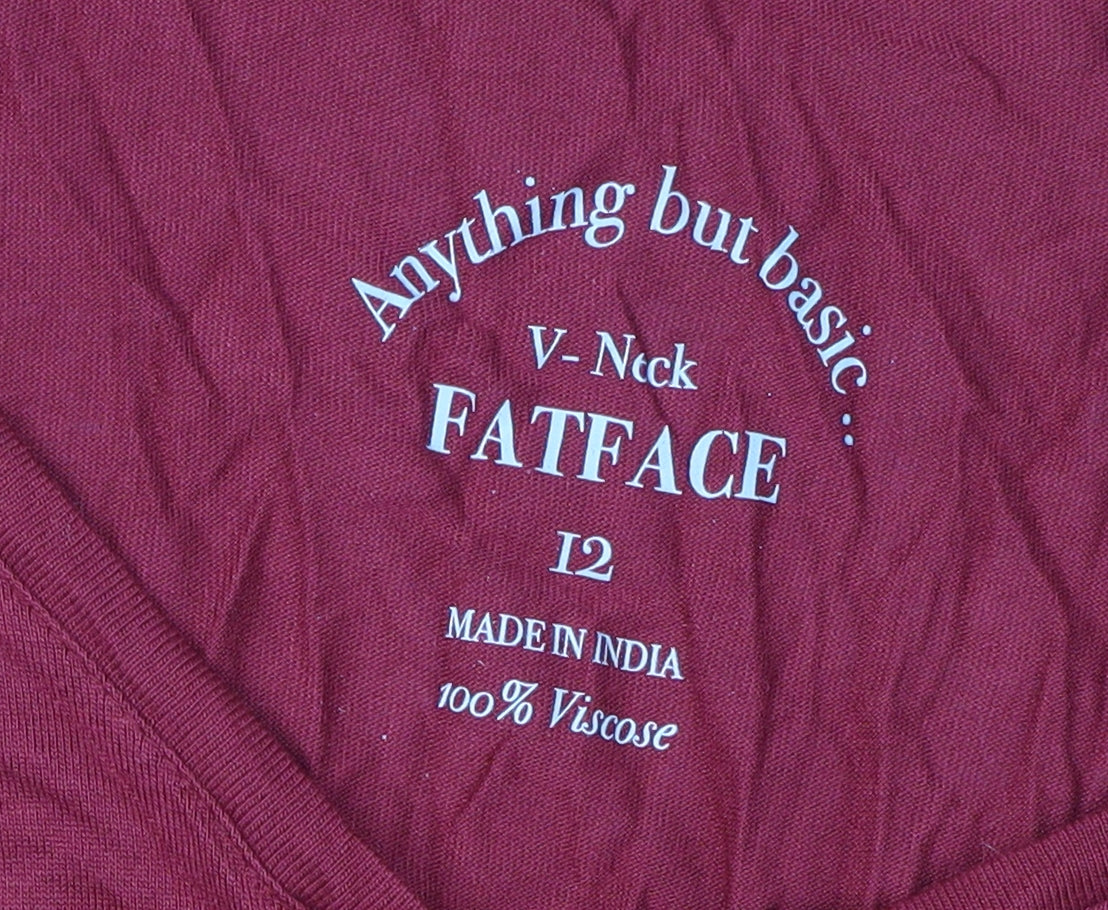 Anything but basic ..
V- Neck
FATFACE
12
MADE IN INDIA
100% Viscose